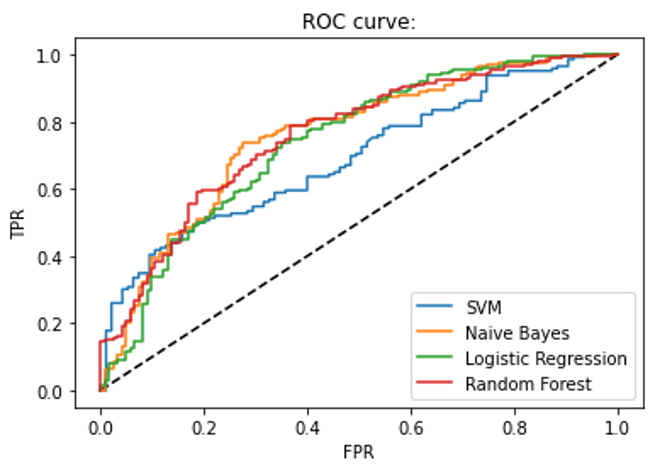 ROC curve:
1.0
0.8
0.6
0.4
0.2
0.0
TPR
SVM
Naive Bayes
Logistic Regression
Random Forest
0.0 0.2 0.4 0.6 0.8 1.0
FPR